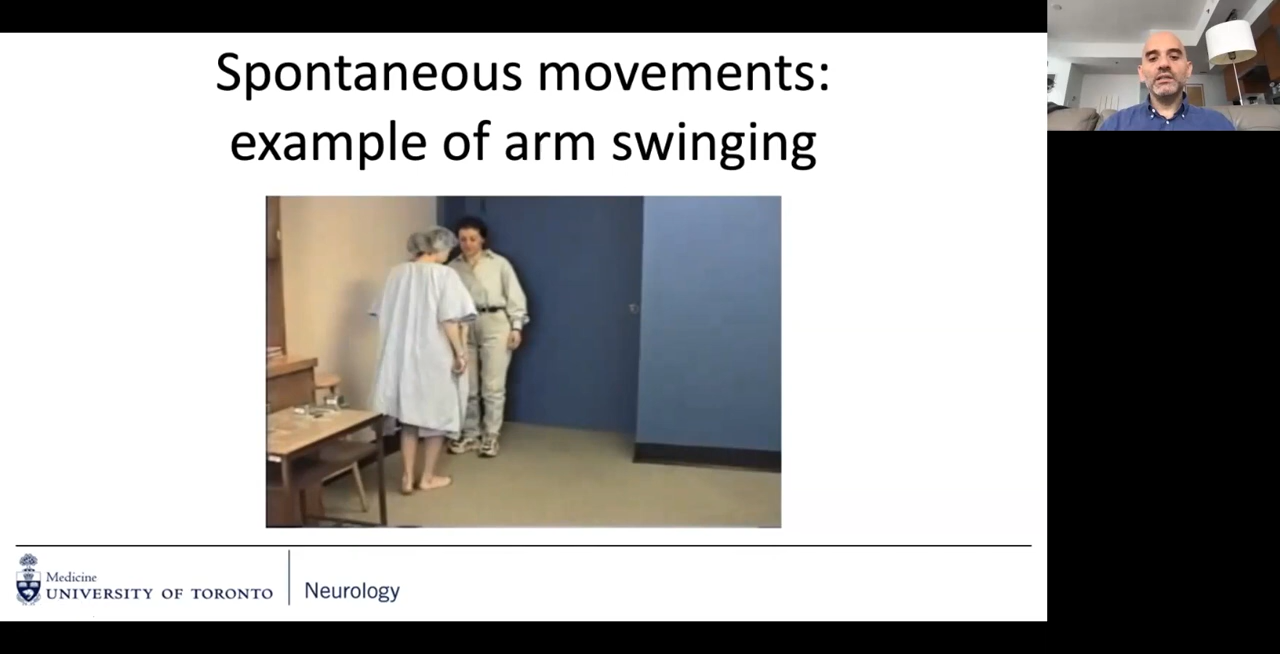 Spontaneous movements:
example of arm swinging
Medicine
UNIVERSITY OF TORONTO
Neurology